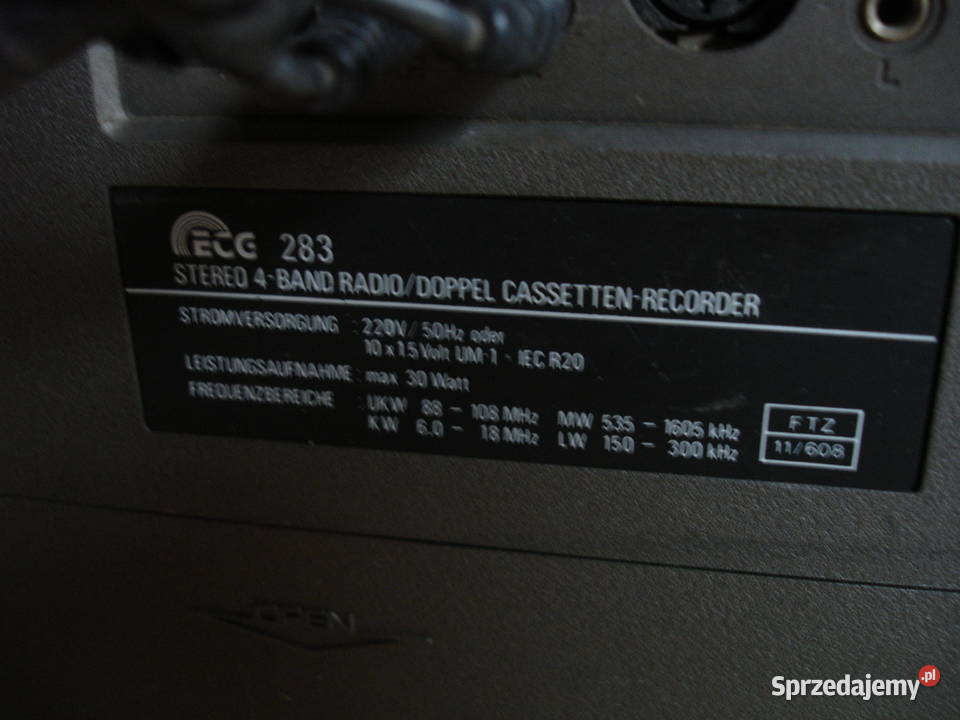 L
ECG 283
STEREO 4-BAND RADIO/DOPPEL CASSETTEN-RECORDER
STROMVERSORGUNG : 220V/50Hz oder
10 x 1.5 Volt UM-1 - IEC R20
LEISTUNGSAUFNAHME : max 30 Watt
FREQUENZBEREICHE : UKW 88 - 108 MHz MW 535 - 1605 kHz
KW 6.0 - 18 MHz LW 150 - 300 kHz
FTZ
11/608
OPEN
Sprzedajemy.pl